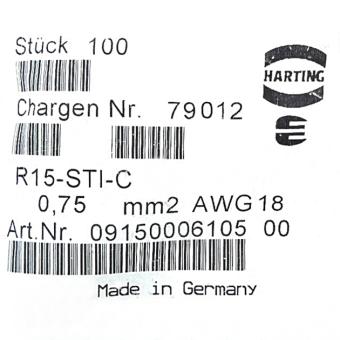 Stück 100
HARTING
Chargen Nr. 79012
R15-STI-C
0,75 mm2 AWG18
Art.Nr. 09150006105 00
Made in Germany